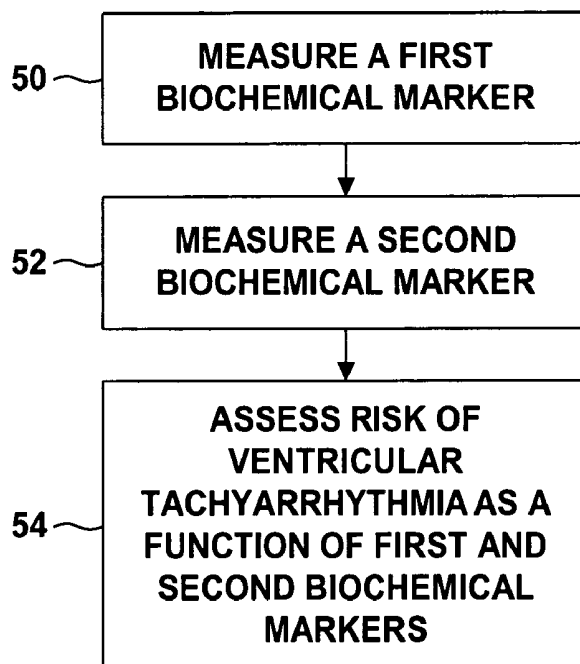 50
MEASURE A FIRST
BIOCHEMICAL MARKER
52
MEASURE A SECOND
BIOCHEMICAL MARKER
54
ASSESS RISK OF
VENTRICULAR
TACHYARRHYTHMIA AS A
FUNCTION OF FIRST AND
SECOND BIOCHEMICAL
MARKERS